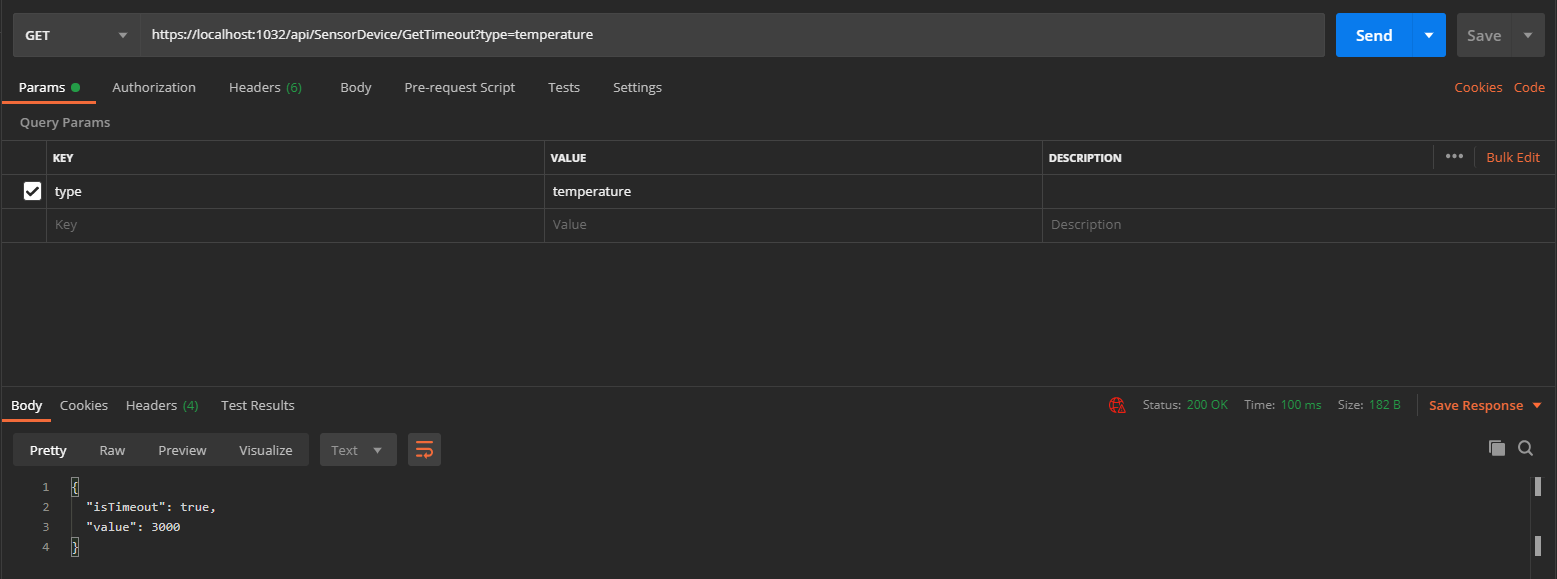 GET https://localhost:1032/api/SensorDevice/GetTimeout?type=temperature Send Save
Params Authorization Headers (6) Body Pre-request Script Tests Settings Cookies Code
Query Params
KEY VALUE DESCRIPTION ••• Bulk Edit
type temperature
Key Value Description
Body Cookies Headers (4) Test Results Status: 200 OK Time: 100 ms Size: 182 B Save Response
Pretty Raw Preview Visualize Text
1 {
2 "isTimeout": true,
3 "value": 3000
4 }